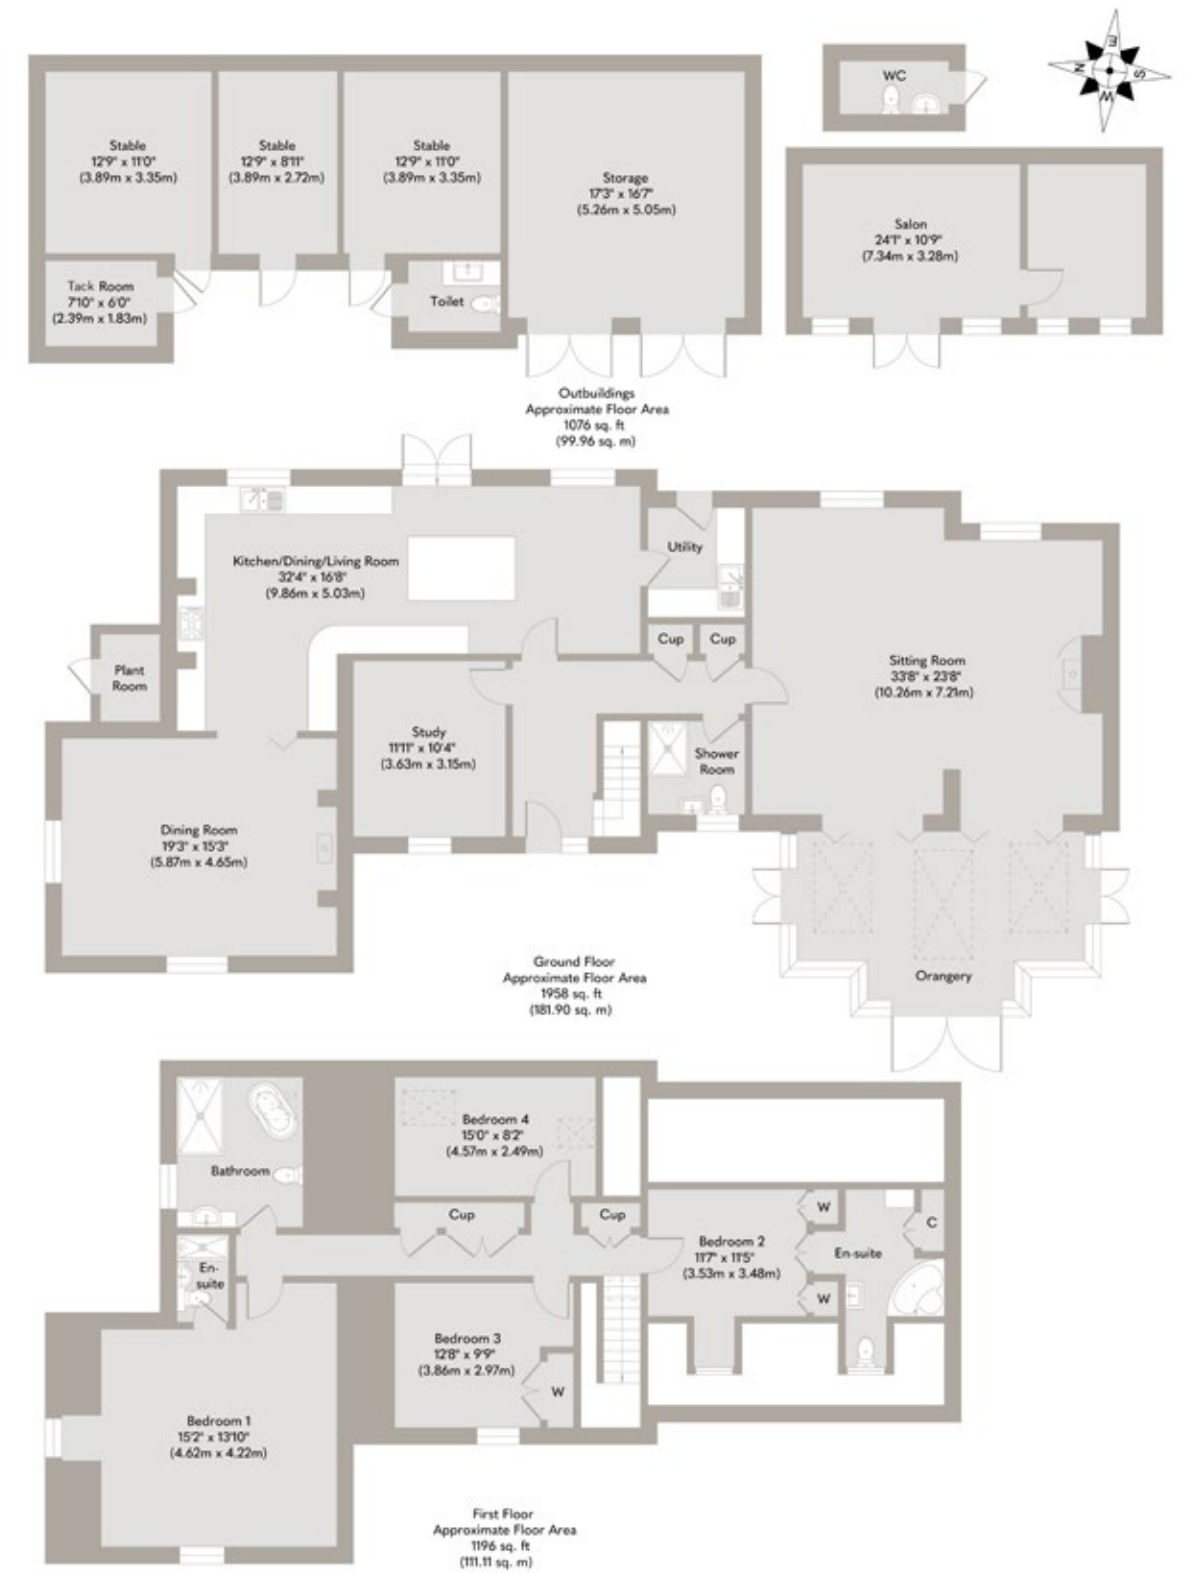 WC
E
N
S
W
Stable
12'9" x 11'0"
(3.89m x 3.35m)
Stable
12'9" x 8'11"
(3.89m x 2.72m)
Stable
12'9" x 11'0"
(3.89m x 3.35m)
Storage
17'3" x 16'7"
(5.26m x 5.05m)
Salon
24'1" x 10'9"
(7.34m x 3.28m)
Tack Room
7'10" x 6'0"
(2.39m x 1.83m)
Toilet
Outbuildings
Approximate Floor Area
1076 sq. ft
(99.96 sq. m)
Kitchen/Dining/Living Room
32'4" x 16'8"
(9.86m x 5.03m)
Utility
Cup
Cup
Plant
Room
Sitting Room
33'8" x 23'8"
(10.26m x 7.21m)
Study
11'11" x 10'4"
(3.63m x 3.15m)
Shower
Room
Dining Room
19'3" x 15'3"
(5.87m x 4.65m)
Orangery
Ground Floor
Approximate Floor Area
1958 sq. ft
(181.90 sq. m)
Bedroom 4
15'0" x 8'2"
(4.57m x 2.49m)
Bathroom
Cup
Cup
W
C
Bedroom 2
11'7" x 11'5"
(3.53m x 3.48m)
En-suite
En-
suite
W
Bedroom 3
12'8" x 9'9"
(3.86m x 2.97m)
W
Bedroom 1
15'2" x 13'10"
(4.62m x 4.22m)
First Floor
Approximate Floor Area
1196 sq. ft
(111.11 sq. m)